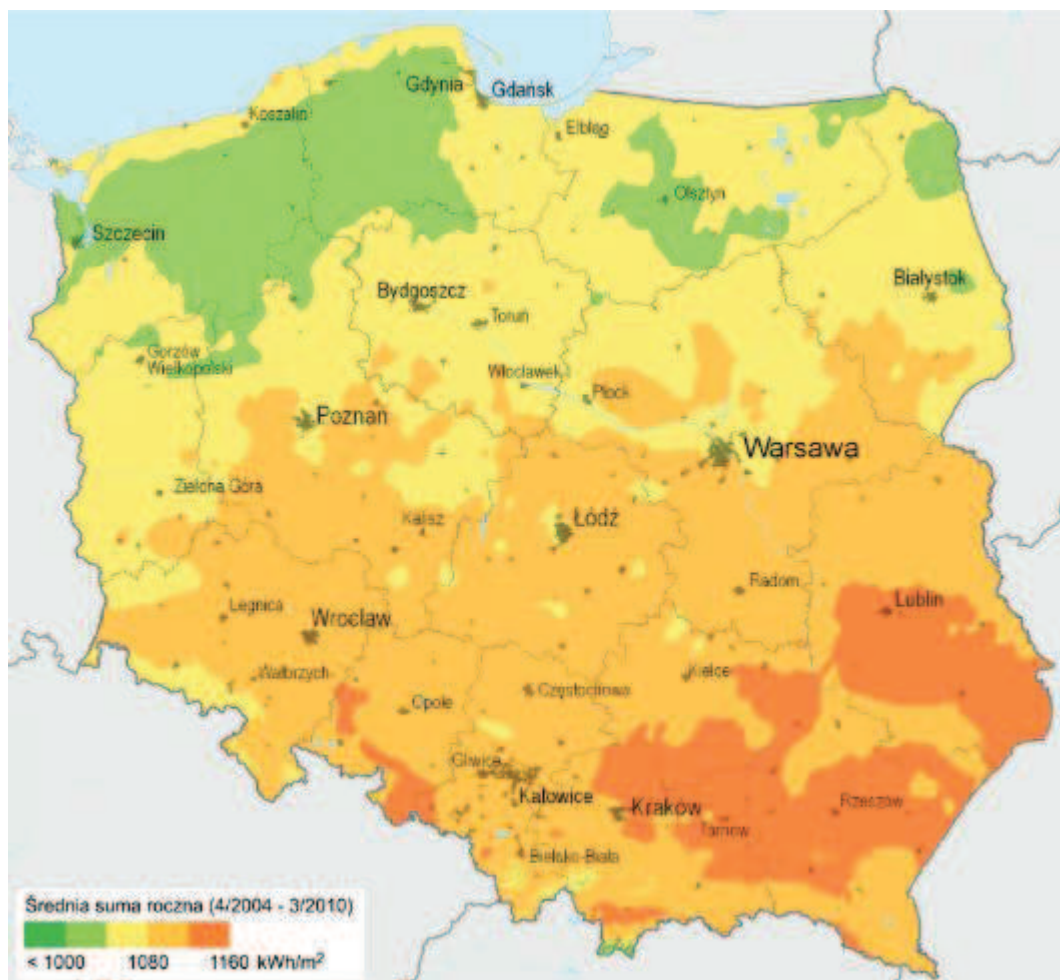 Gdynia
Gdańsk
Koszalin
Elbląg
Olsztyn
Szczecin
Białystok
Bydgoszcz
Toruń
Gorzów
Wielkopolski
Włocławek
Płock
Poznań
Warsawa
Zielona Góra
Kalisz
Łódź
Radom
Legnica
Lublin
Wrocław
Wałbrzych
Kielce
Częstochowa
Opole
Gliwice
Katowice
Kraków
Rzeszów
Tarnów
Bielsko-Biała
Średnia suma roczna (4/2004 - 3/2010)
< 1000 1080 1160 kWh/m²